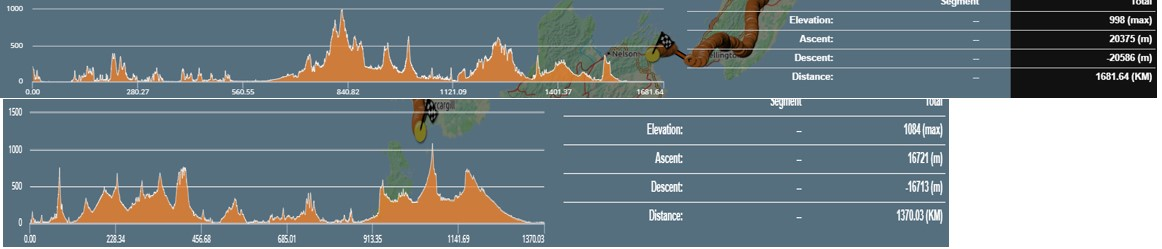 Segment Total
1000
Elevation: -- 998 (max)
Nelson
500
Ascent: -- 20375 (m)
Descent: -- -20586 (m)
0
Distance: -- 1681.64 (KM)
0.00 280.27 560.55 840.82 1121.09 1401.37 1681.64
Segment Total
1500
Elevation: -- 1084 (max)
1000
Ascent: -- 16721 (m)
500
Descent: -- -16713 (m)
0
Distance: -- 1370.03 (KM)
0.00 228.34 456.68 685.01 913.35 1141.69 1370.03